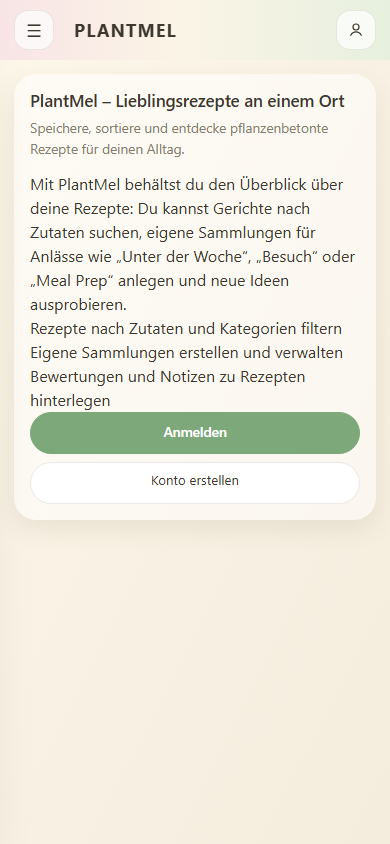 PLANTMEL
PlantMel – Lieblingsrezepte an einem Ort
Speichere, sortiere und entdecke pflanzenbetonte
Rezepte für deinen Alltag.
Mit PlantMel behältst du den Überblick über
deine Rezepte: Du kannst Gerichte nach
Zutaten suchen, eigene Sammlungen für
Anlässe wie „Unter der Woche“, „Besuch“ oder
„Meal Prep“ anlegen und neue Ideen
ausprobieren.
Rezepte nach Zutaten und Kategorien filtern
Eigene Sammlungen erstellen und verwalten
Bewertungen und Notizen zu Rezepten
hinterlegen
Anmelden
Konto erstellen